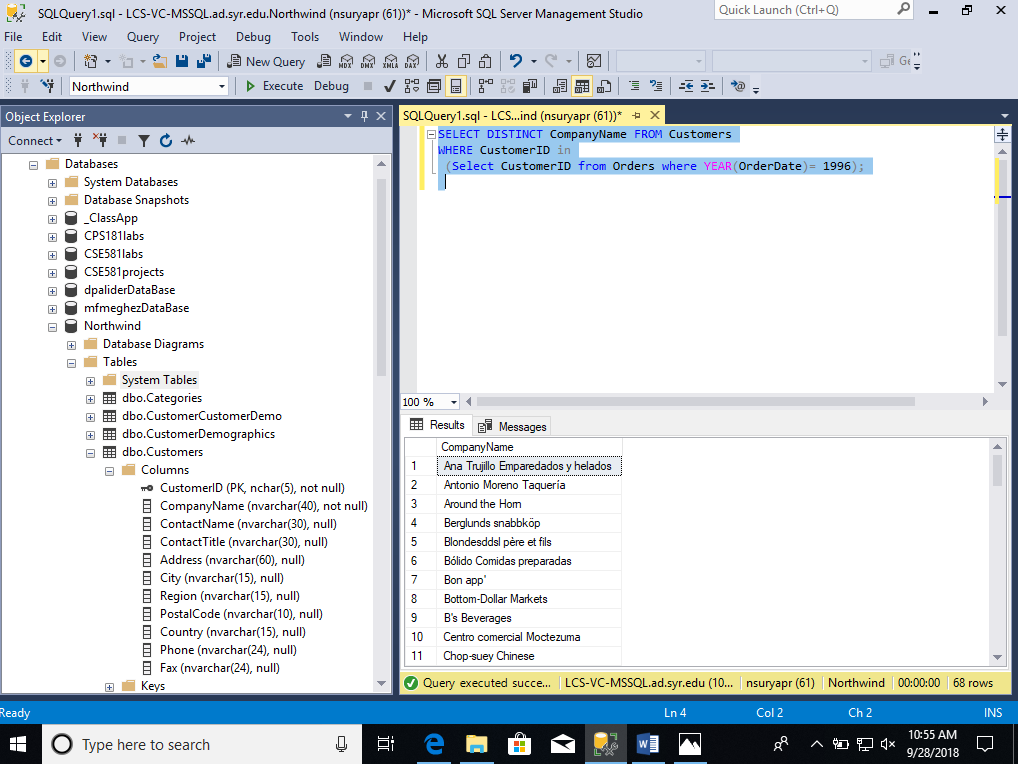 SQLQuery1.sql - LCS-VC-MSSQL.ad.syr.edu.Northwind (nsuryapr (61))* - Microsoft SQL Server Management Studio
Quick Launch (Ctrl+Q)
File Edit View Query Project Debug Tools Window Help
New Query MDX DMX XMLA DAX
Northwind Execute Debug
Object Explorer
Connect
Databases
System Databases
Database Snapshots
_ClassApp
CPS181labs
CSE581labs
CSE581projects
dpaliderDataBase
mfmeghezDataBase
Northwind
Database Diagrams
Tables
System Tables
dbo.Categories
dbo.CustomerCustomerDemo
dbo.CustomerDemographics
dbo.Customers
Columns
CustomerID (PK, nchar(5), not null)
CompanyName (nvarchar(40), not null)
ContactName (nvarchar(30), null)
ContactTitle (nvarchar(30), null)
Address (nvarchar(60), null)
City (nvarchar(15), null)
Region (nvarchar(15), null)
PostalCode (nvarchar(10), null)
Country (nvarchar(15), null)
Phone (nvarchar(24), null)
Fax (nvarchar(24), null)
Keys
SQLQuery1.sql - LCS...ind (nsuryapr (61))*
SELECT DISTINCT CompanyName FROM Customers
WHERE CustomerID in
(Select CustomerID from Orders where YEAR(OrderDate)= 1996);
100 %
Results Messages
CompanyName
1 Ana Trujillo Emparedados y helados
2 Antonio Moreno Taquería
3 Around the Horn
4 Berglunds snabbköp
5 Blondesddsl père et fils
6 Bólido Comidas preparadas
7 Bon app'
8 Bottom-Dollar Markets
9 B's Beverages
10 Centro comercial Moctezuma
11 Chop-suey Chinese
Query executed succe... LCS-VC-MSSQL.ad.syr.edu (10... nsuryapr (61) Northwind 00:00:00 68 rows
Ready Ln 4 Col 2 Ch 2 INS
Type here to search
10:55 AM
9/28/2018